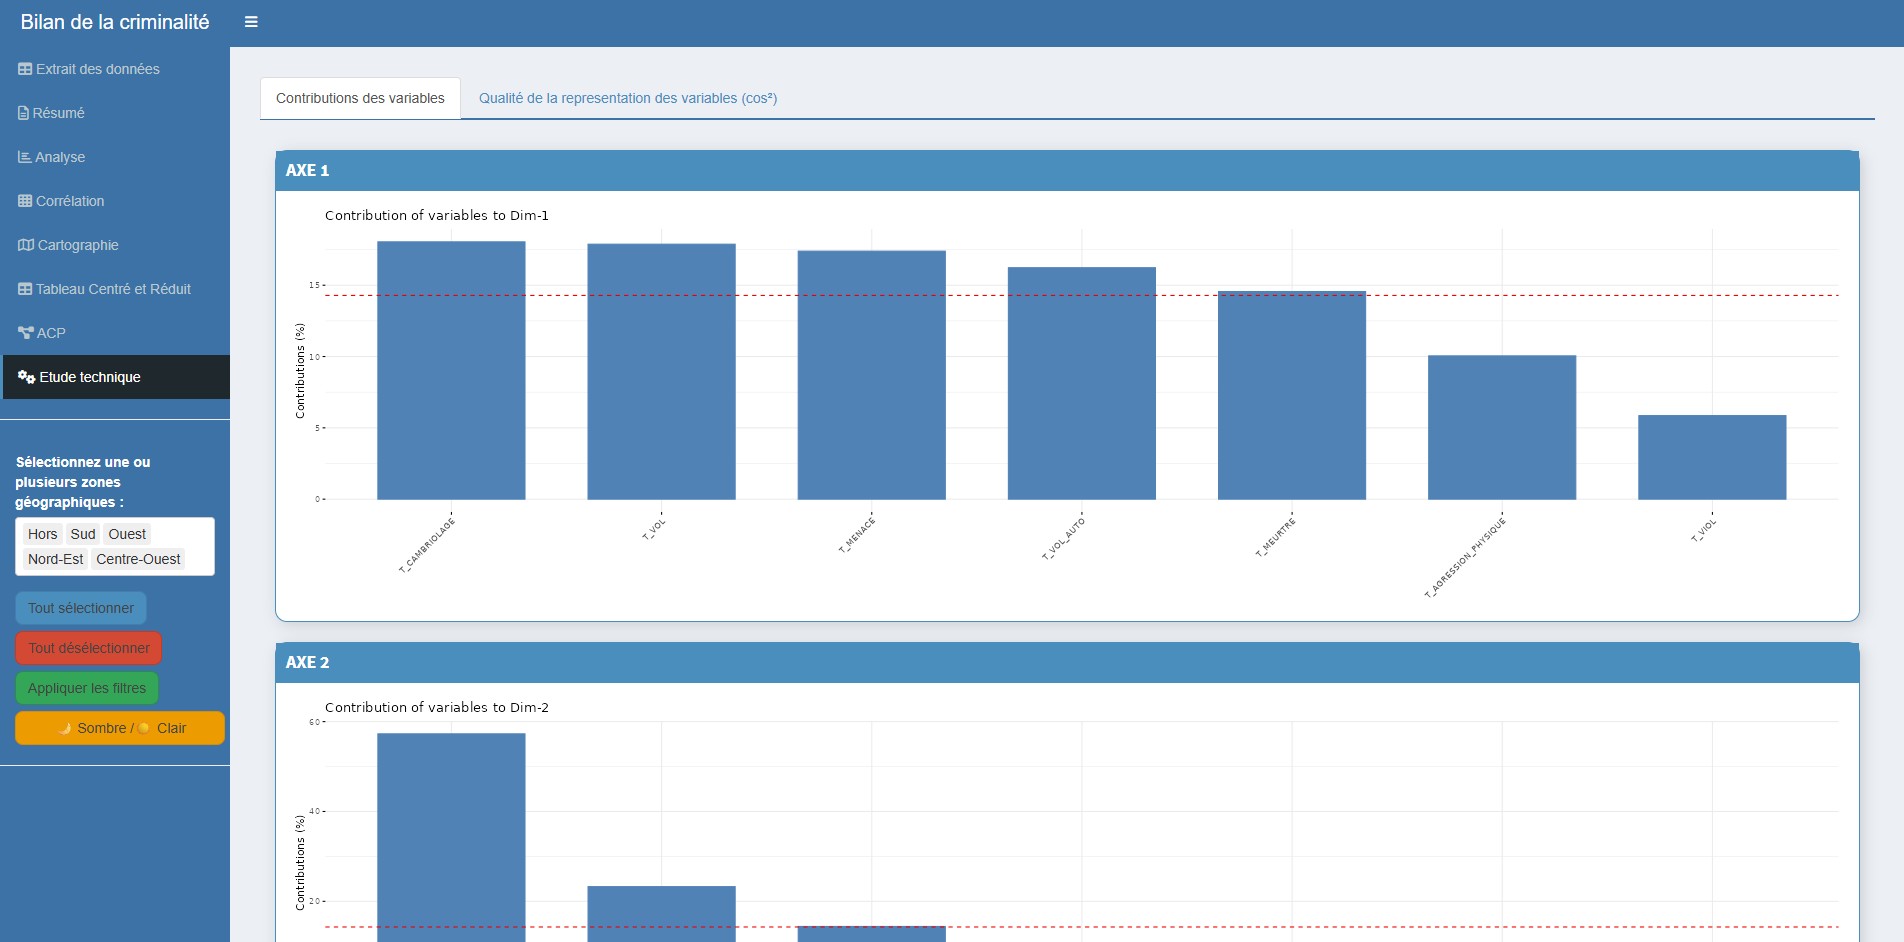 Bilan de la criminalité
Extrait des données
Résumé
Analyse
Corrélation
Cartographie
Tableau Centré et Réduit
ACP
Etude technique
Sélectionnez une ou
plusieurs zones
géographiques :
Hors Sud Ouest
Nord-Est Centre-Ouest
Tout sélectionner
Tout désélectionner
Appliquer les filtres
🌙 Sombre / ☀️ Clair
Contributions des variables
Qualité de la representation des variables (cos²)
AXE 1
Contribution of variables to Dim-1
Contributions (%)
15
10
5
0
T_CAMBRIOLAGE
T_VOL
T_MENACE
T_VOL_AUTO
T_MEURTRE
T_AGRESSION_PHYSIQUE
T_VIOL
AXE 2
Contribution of variables to Dim-2
Contributions (%)
60
40
20